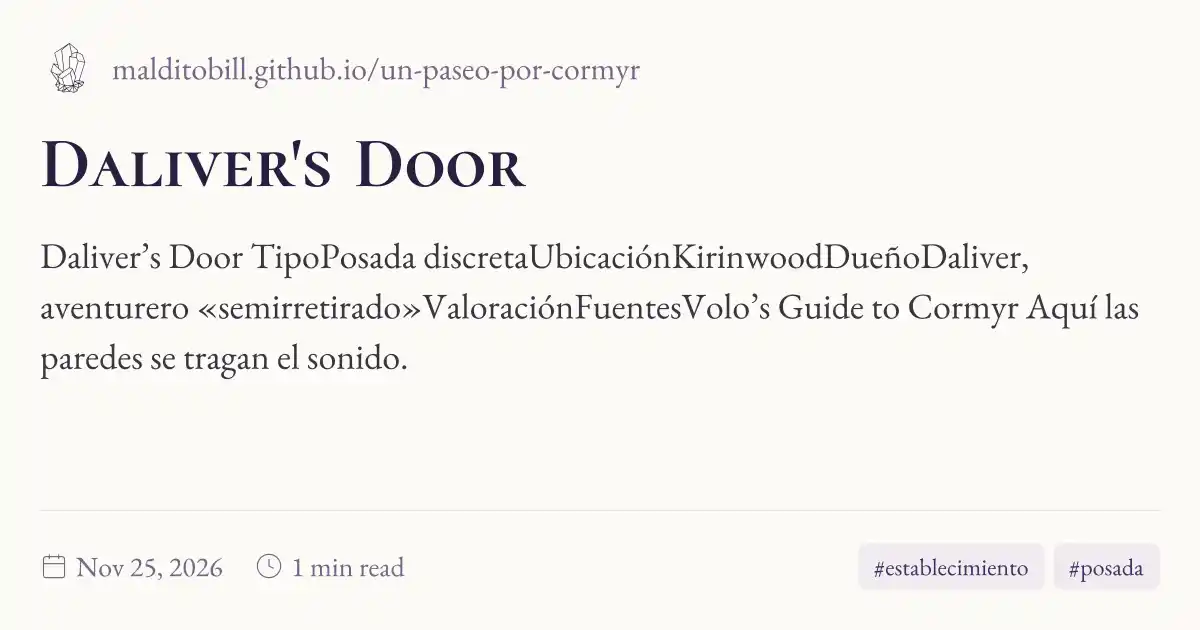 malditobill.github.io/un-paseo-por-cormyr
Daliver's Door
Daliver’s Door TipoPosada discretaUbicaciónKirinwoodDueñoDaliver,
aventurero «semirretirado»ValoraciónFuentesVolo’s Guide to Cormyr Aquí las
paredes se tragan el sonido.
Nov 25, 2026 1 min read #establecimiento #posada